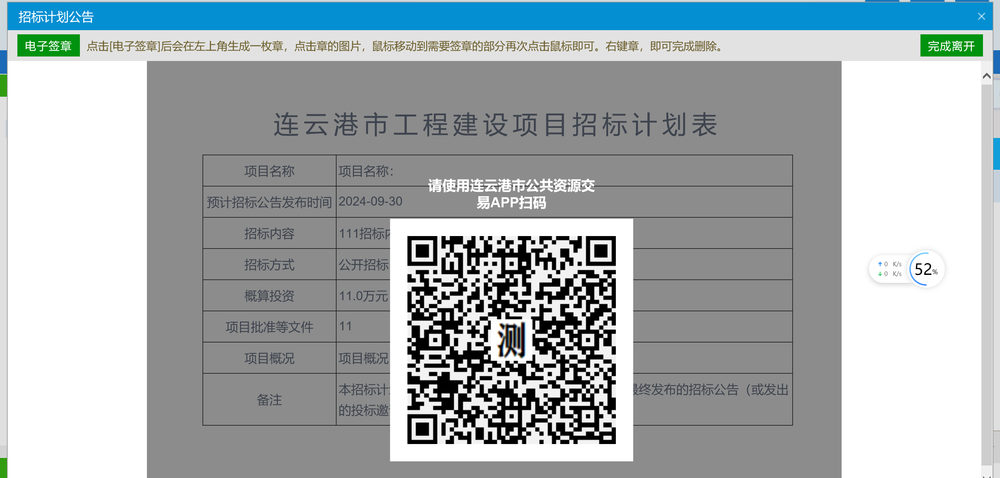 招标计划公告
电子签章 点击[电子签章]后会在左上角生成一枚章，点击章的图片，鼠标移动到需要签章的部分再次点击鼠标即可。右键章，即可完成删除。 完成离开
连云港市工程建设项目招标计划表
项目名称 项目名称：
请使用连云港市公共资源交
易APP扫码
预计招标公告发布时间 2024-09-30
招标内容 111招标
招标方式 公开招标
概算投资 11.0万元
项目批准等文件 11
项目概况 项目概况
备注 本招标计 终发布的招标公告（或发出
的投标邀
测
↑ 0 K/s
↓ 0 K/s
52%